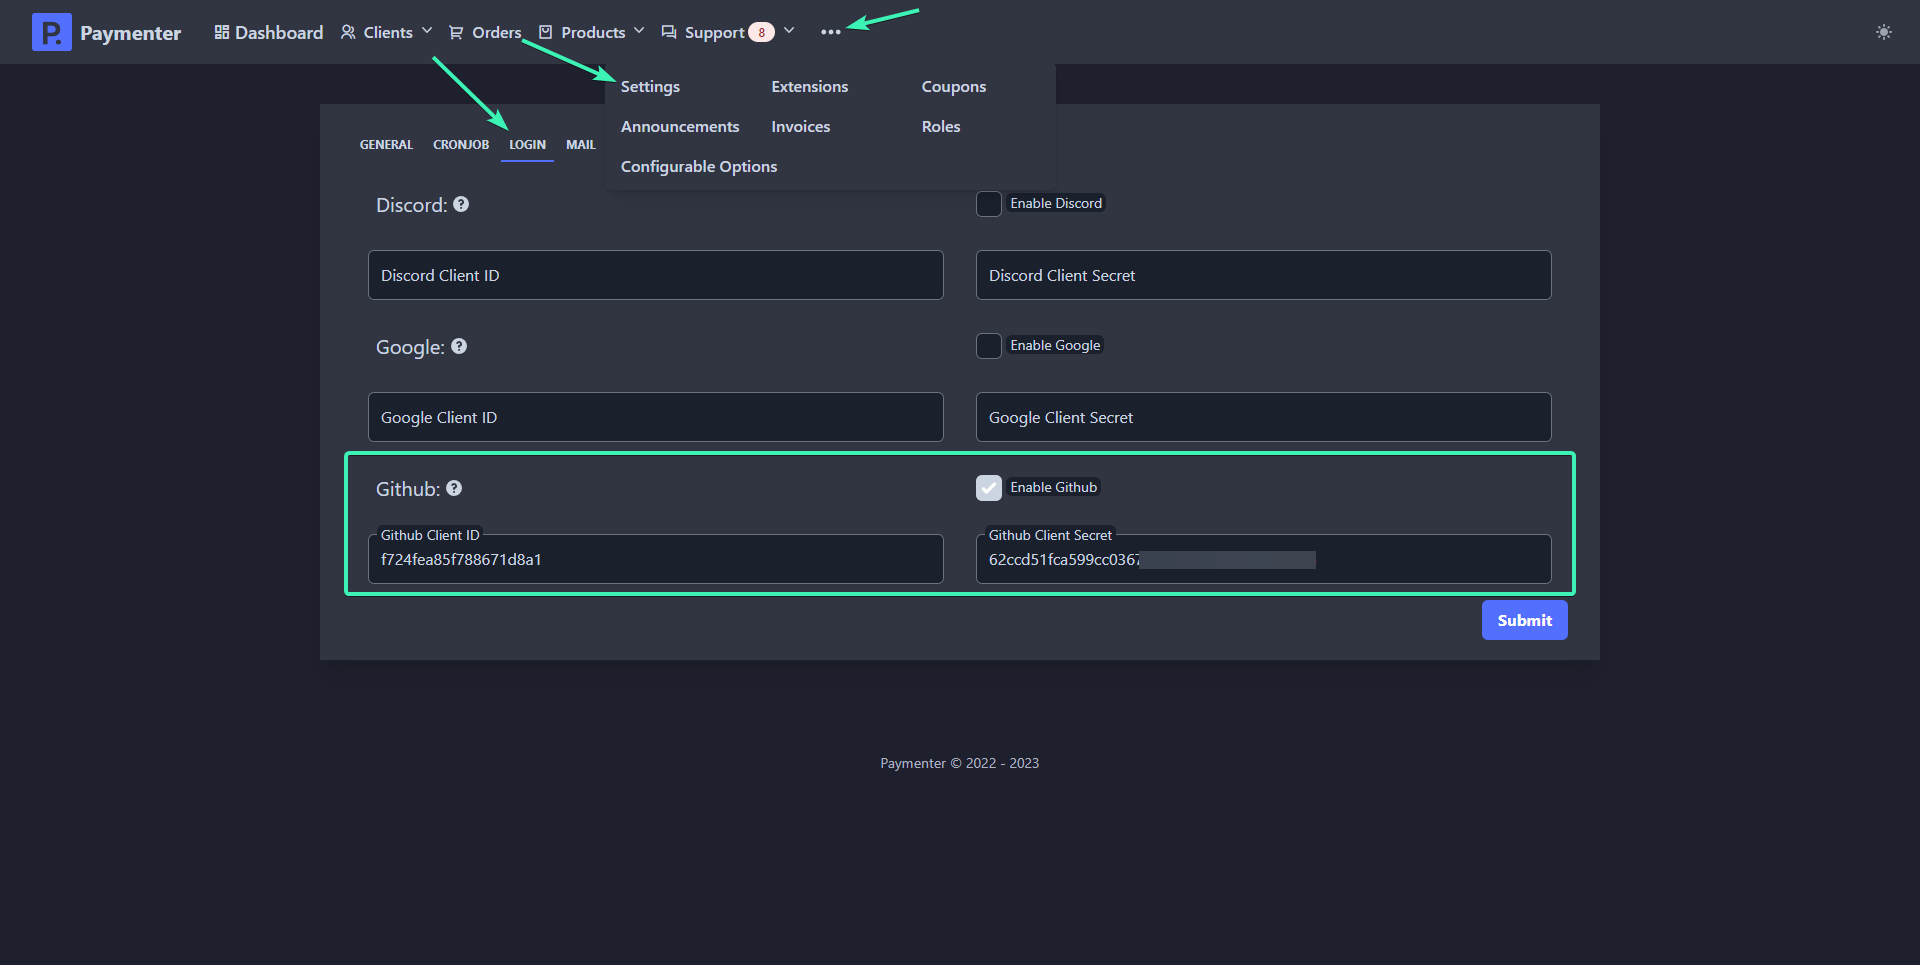 P. Paymenter Dashboard Clients Orders Products Support 8
Settings Extensions Coupons
Announcements Invoices Roles
Configurable Options
GENERAL CRONJOB LOGIN MAIL
Discord: ? Enable Discord
Discord Client ID Discord Client Secret
Google: ? Enable Google
Google Client ID Google Client Secret
Github: ? Enable Github
Github Client ID Github Client Secret
f724fea85f788671d8a1 62ccd51fca599cc0367
Submit
Paymenter © 2022 - 2023